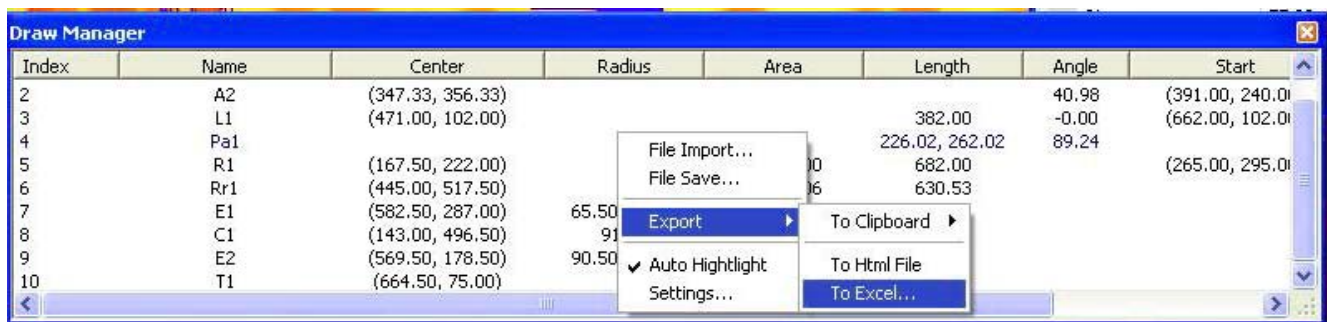 Draw Manager
Index Name Center Radius Area Length Angle Start
2 A2 (347.33, 356.33) 40.98 (391.00, 240.0
3 L1 (471.00, 102.00) 382.00 -0.00 (662.00, 102.0
4 Pa1 226.02, 262.02 89.24
5 R1 (167.50, 222.00) 682.00 (265.00, 295.0
6 Rr1 (445.00, 517.50) 630.53
7 E1 (582.50, 287.00) 65.50
8 C1 (143.00, 496.50) 91
9 E2 (569.50, 178.50) 90.50
10 T1 (664.50, 75.00)
File Import...
File Save...
Export
Auto Hightlight
Settings...
To Clipboard
To Html File
To Excel...